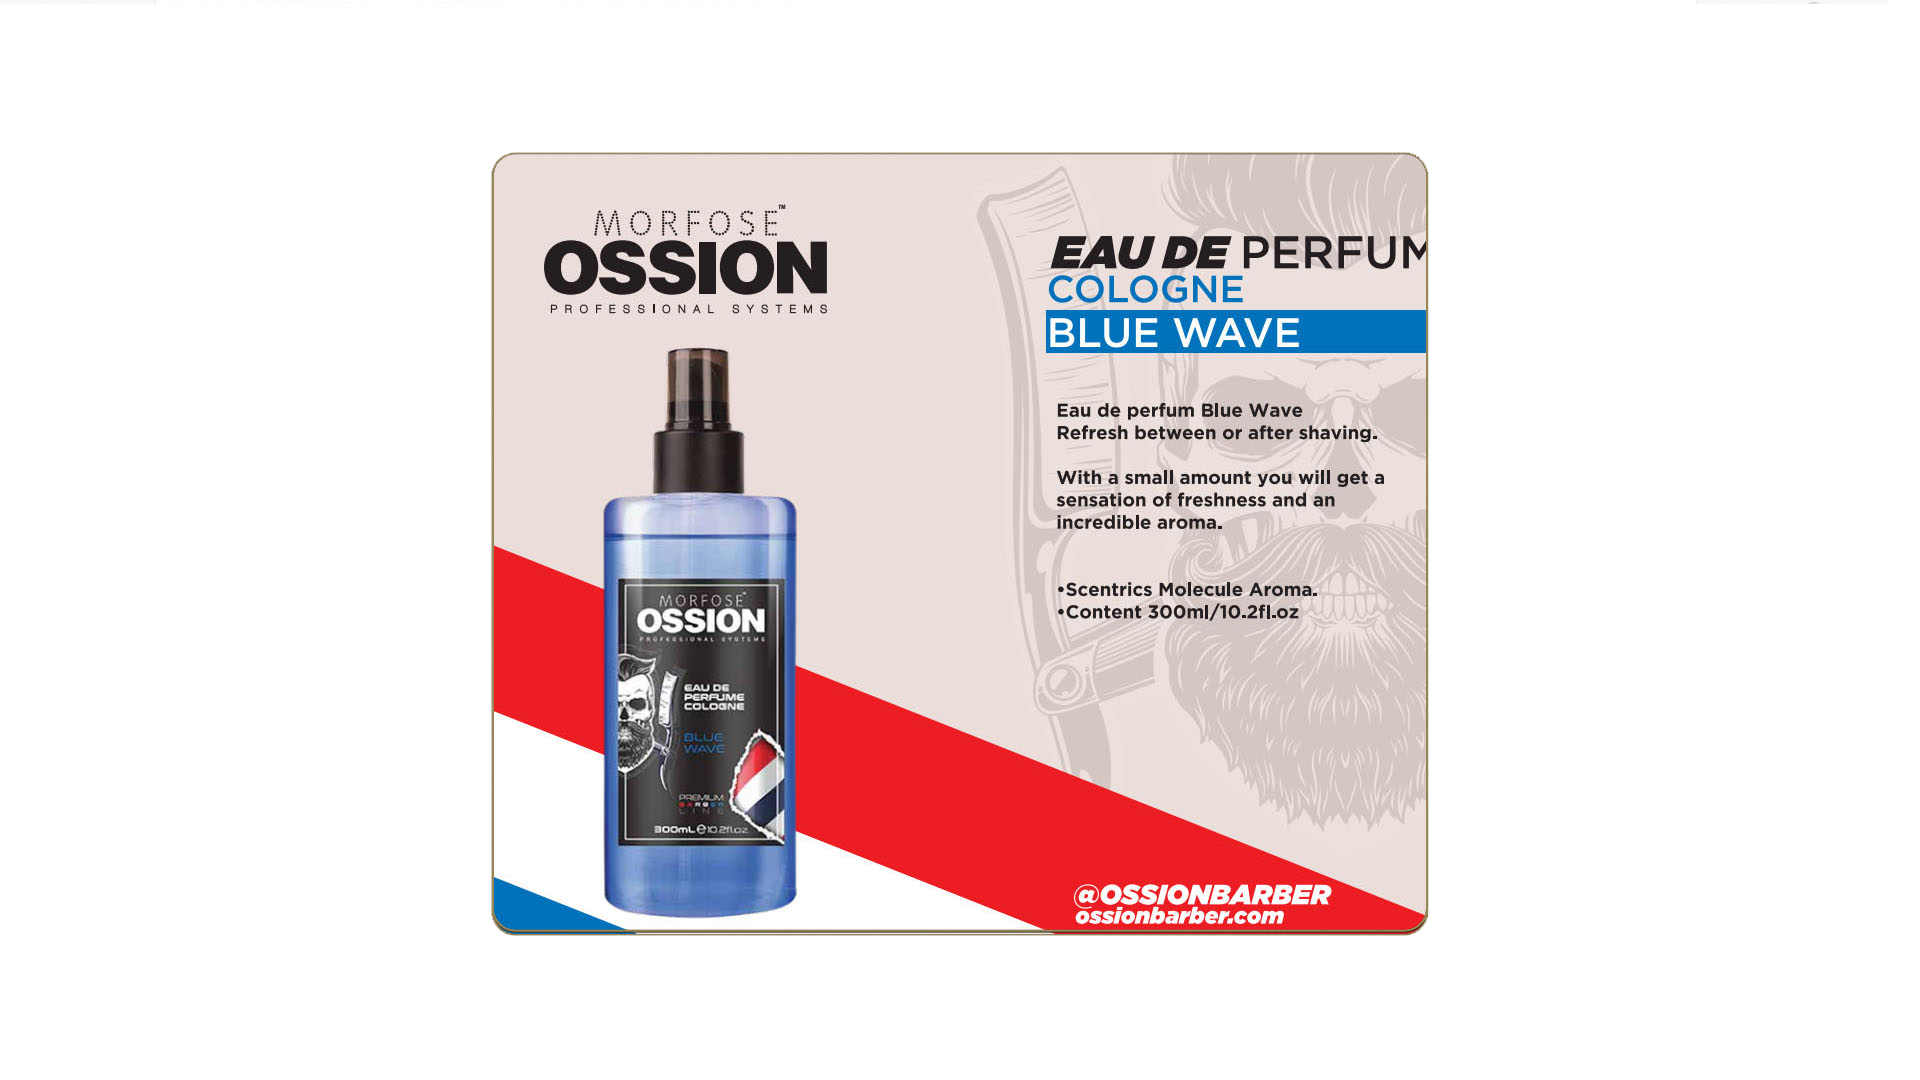 MORFOSE™
OSSION
PROFESSIONAL SYSTEMS
EAU DE PERFUM
COLOGNE
BLUE WAVE
Eau de perfum Blue Wave
Refresh between or after shaving.
With a small amount you will get a
sensation of freshness and an
incredible aroma.
•Scentrics Molecule Aroma.
•Content 300ml/10.2fl.oz
MORFOSE
OSSION
PROFESSIONAL SYSTEMS
EAU DE
PERFUME
COLOGNE
BLUE
WAVE
PREMIUM
BARBER
LINE
300mL ℮10.2fl.oz
@OSSIONBARBER
ossionbarber.com